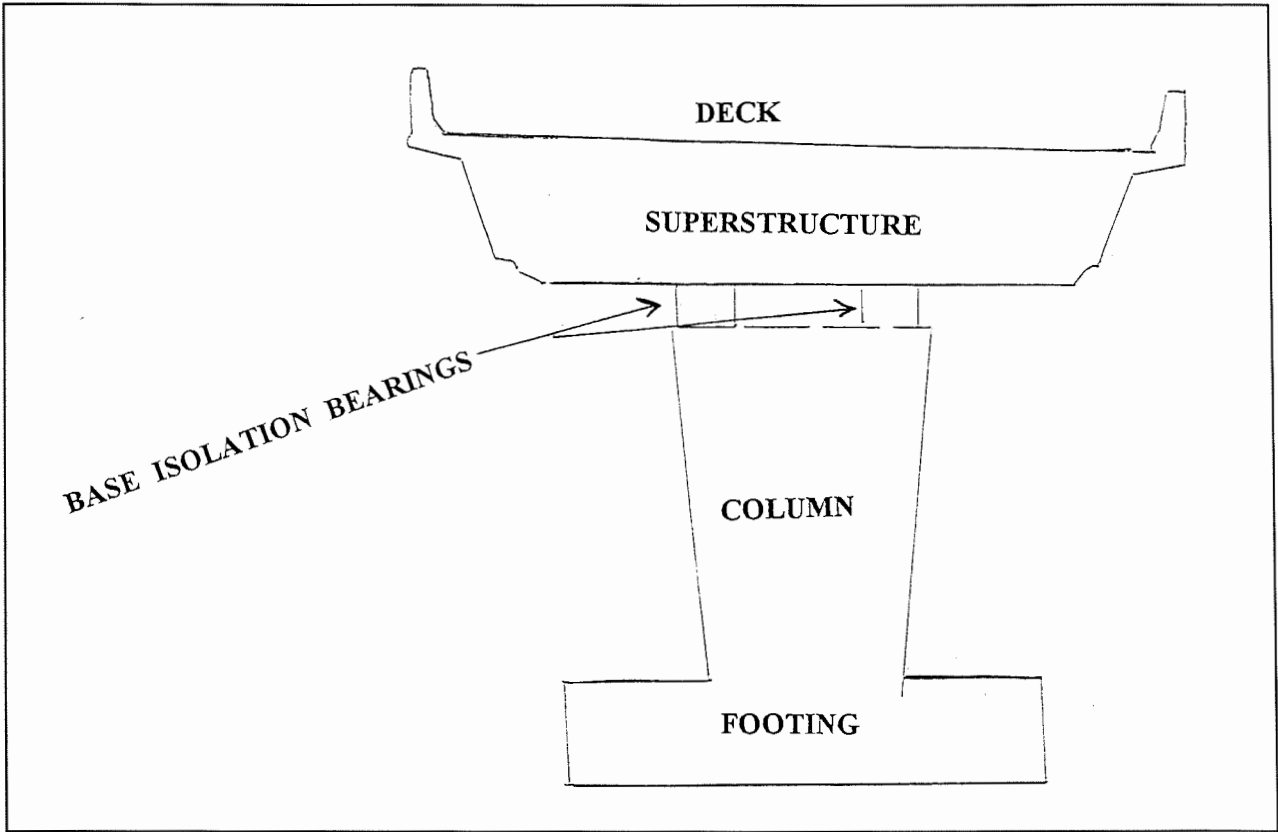 DECK
SUPERSTRUCTURE
BASE ISOLATION BEARINGS
COLUMN
FOOTING